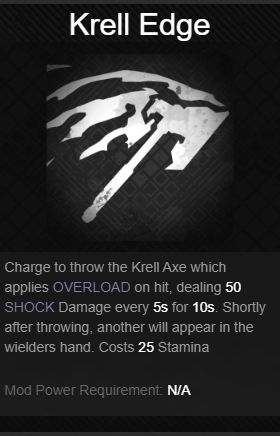 Krell Edge
Charge to throw the Krell Axe which
applies OVERLOAD on hit, dealing 50
SHOCK Damage every 5s for 10s. Shortly
after throwing, another will appear in the
wielders hand. Costs 25 Stamina
Mod Power Requirement: N/A